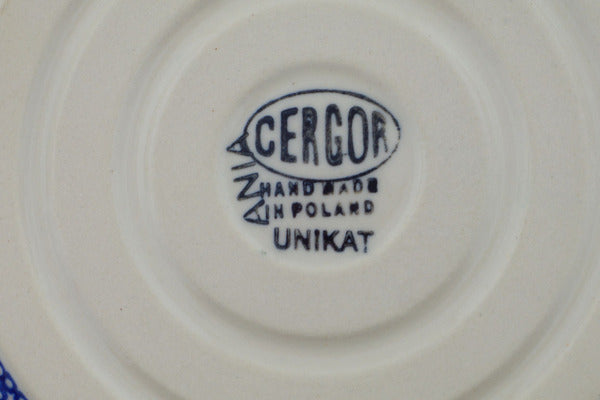 CERGOR
ANIA
HAND MADE
IN POLAND
UNIKAT